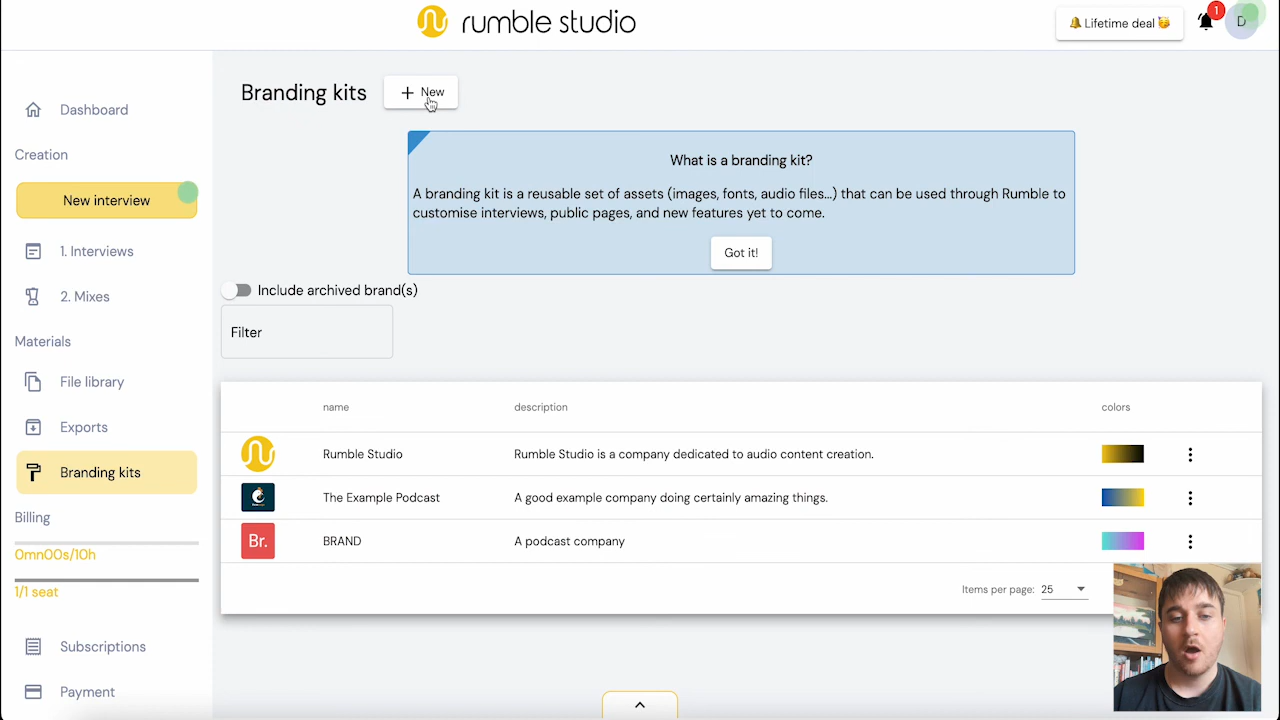 rumble studio
🔔 Lifetime deal 🥳
1
D
Dashboard
Creation
New interview
1. Interviews
2. Mixes
Materials
File library
Exports
Branding kits
Billing
0mn00s/10h
1/1 seat
Subscriptions
Payment
Branding kits
+ New
What is a branding kit?
A branding kit is a reusable set of assets (images, fonts, audio files...) that can be used through Rumble to
customise interviews, public pages, and new features yet to come.
Got it!
Include archived brand(s)
Filter
name description colors
Rumble Studio Rumble Studio is a company dedicated to audio content creation.
The Example Podcast A good example company doing certainly amazing things.
Br. BRAND A podcast company
Items per page: 25